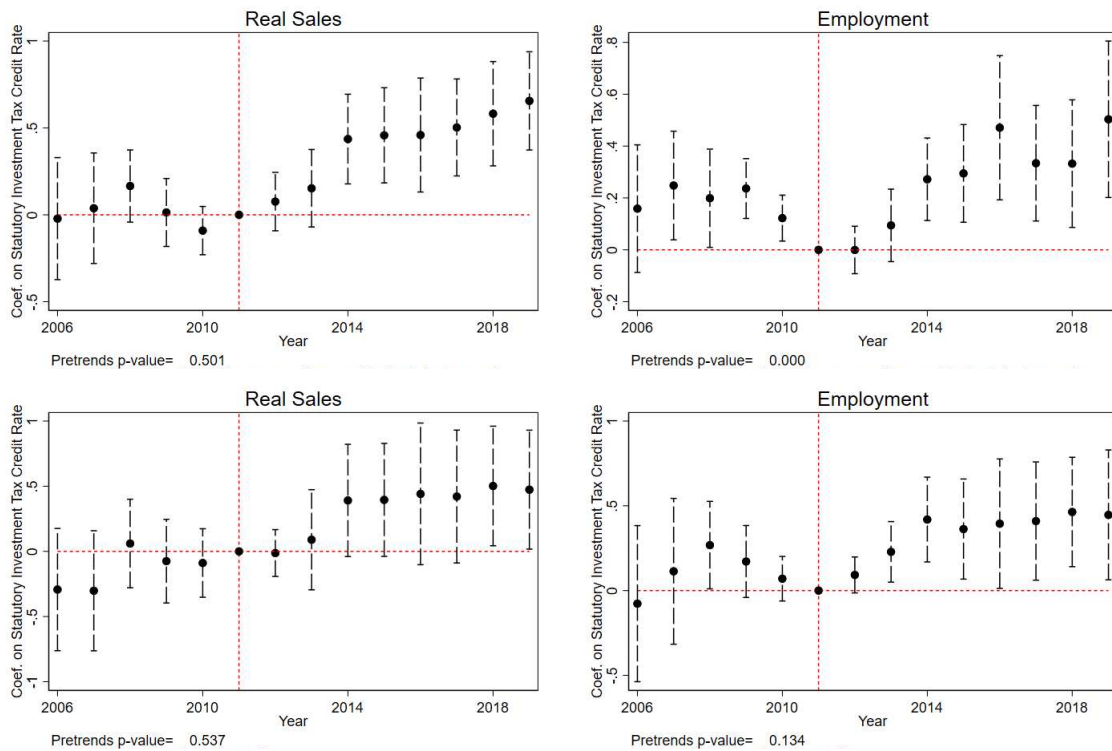 Real Sales
Coef. on Statutory Investment Tax Credit Rate
1
.5
0
-.5
2006
2010
2014
2018
Year
Pretrends p-value= 0.501
Employment
Coef. on Statutory Investment Tax Credit Rate
.8
.6
.4
.2
0
-.2
2006
2010
2014
2018
Year
Pretrends p-value= 0.000
Real Sales
Coef. on Statutory Investment Tax Credit Rate
1
.5
0
-.5
-1
2006
2010
2014
2018
Year
Pretrends p-value= 0.537
Employment
Coef. on Statutory Investment Tax Credit Rate
1
.5
0
-.5
2006
2010
2014
2018
Year
Pretrends p-value= 0.134